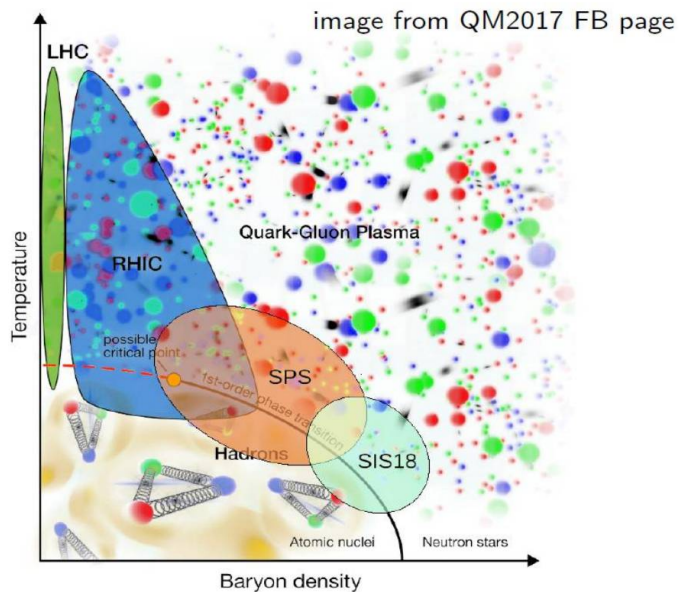 image from QM2017 FB page
LHC
Quark-Gluon Plasma
RHIC
Temperature
possible
critical point
SPS
1st-order phase transition
Hadrons
SIS18
Atomic nuclei
Neutron stars
Baryon density